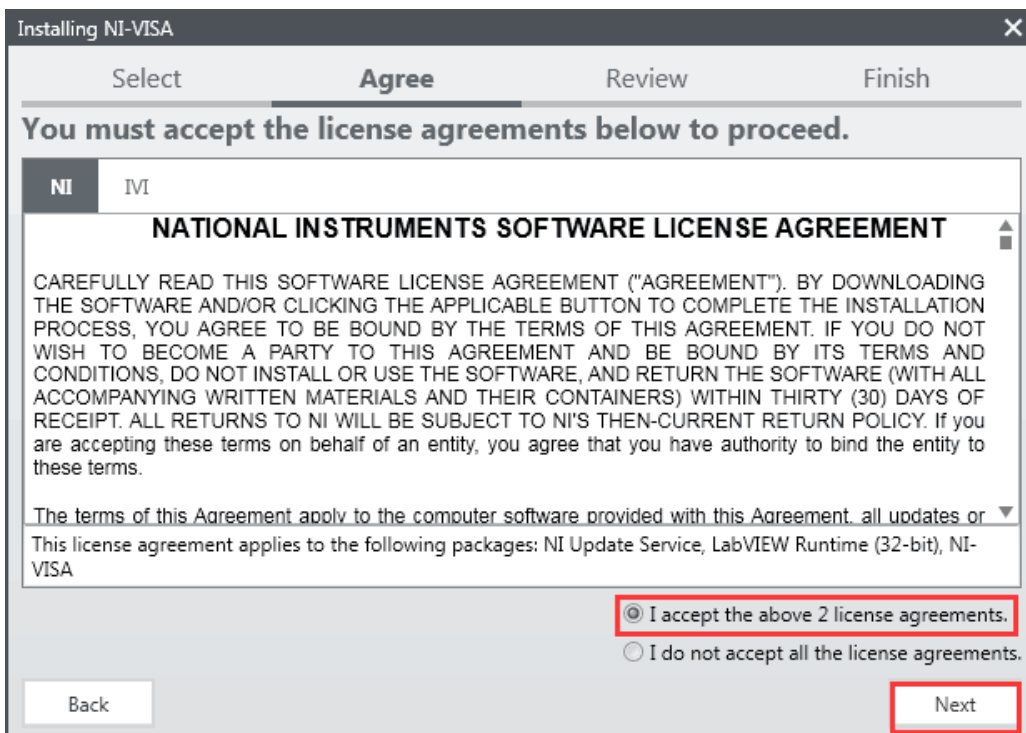 Installing NI-VISA
Select Agree Review Finish
You must accept the license agreements below to proceed.
NI IVI
NATIONAL INSTRUMENTS SOFTWARE LICENSE AGREEMENT
CAREFULLY READ THIS SOFTWARE LICENSE AGREEMENT ("AGREEMENT"). BY DOWNLOADING
THE SOFTWARE AND/OR CLICKING THE APPLICABLE BUTTON TO COMPLETE THE INSTALLATION
PROCESS, YOU AGREE TO BE BOUND BY THE TERMS OF THIS AGREEMENT. IF YOU DO NOT
WISH TO BECOME A PARTY TO THIS AGREEMENT AND BE BOUND BY ITS TERMS AND
CONDITIONS, DO NOT INSTALL OR USE THE SOFTWARE, AND RETURN THE SOFTWARE (WITH ALL
ACCOMPANYING WRITTEN MATERIALS AND THEIR CONTAINERS) WITHIN THIRTY (30) DAYS OF
RECEIPT. ALL RETURNS TO NI WILL BE SUBJECT TO NI'S THEN-CURRENT RETURN POLICY. If you
are accepting these terms on behalf of an entity, you agree that you have authority to bind the entity to
these terms.
The terms of this Agreement apply to the computer software provided with this Agreement, all updates or
This license agreement applies to the following packages: NI Update Service, LabVIEW Runtime (32-bit), NI-
VISA
I accept the above 2 license agreements.
I do not accept all the license agreements.
Back Next